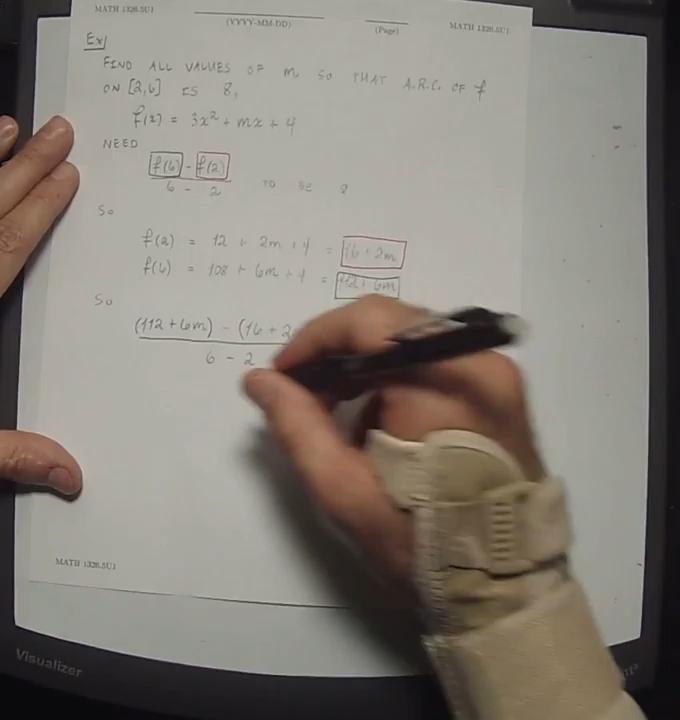 MATH 1326.5U1
(YYYY-MM-DD)
(Page)
MATH 1326.5U1
Ex)
FIND ALL VALUES OF m SO THAT A.R.C. OF f
ON [2,6] IS 8.
f(x) = 3x² + mx + 4
NEED
f(6) - f(2)
6 - 2 TO BE 8
SO
f(2) = 12 + 2m + 4 = 16 + 2m
f(6) = 108 + 6m + 4 = 112 + 6m
SO
(112 + 6m) - (16 + 2
6 - 2
MATH 1326.5U1
Visualizer